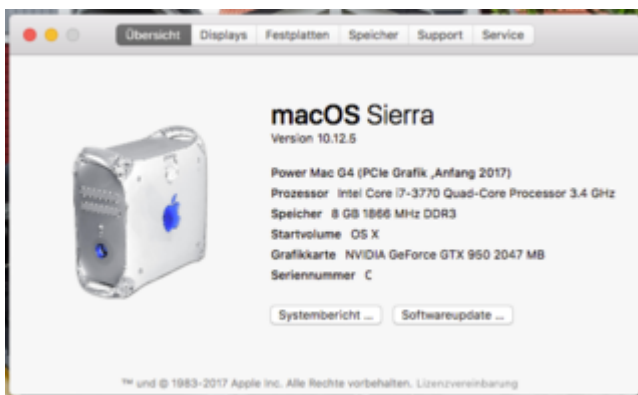 Übersicht Displays Festplatten Speicher Support Service
macOS Sierra
Version 10.12.5
Power Mac G4 (PCIe Grafik ,Anfang 2017)
Prozessor Intel Core i7-3770 Quad-Core Processor 3.4 GHz
Speicher 8 GB 1866 MHz DDR3
Startvolume OS X
Grafikkarte NVIDIA GeForce GTX 950 2047 MB
Seriennummer C
Systembericht ... Softwareupdate ...
™ und © 1983-2017 Apple Inc. Alle Rechte vorbehalten. Lizenzvereinbarung